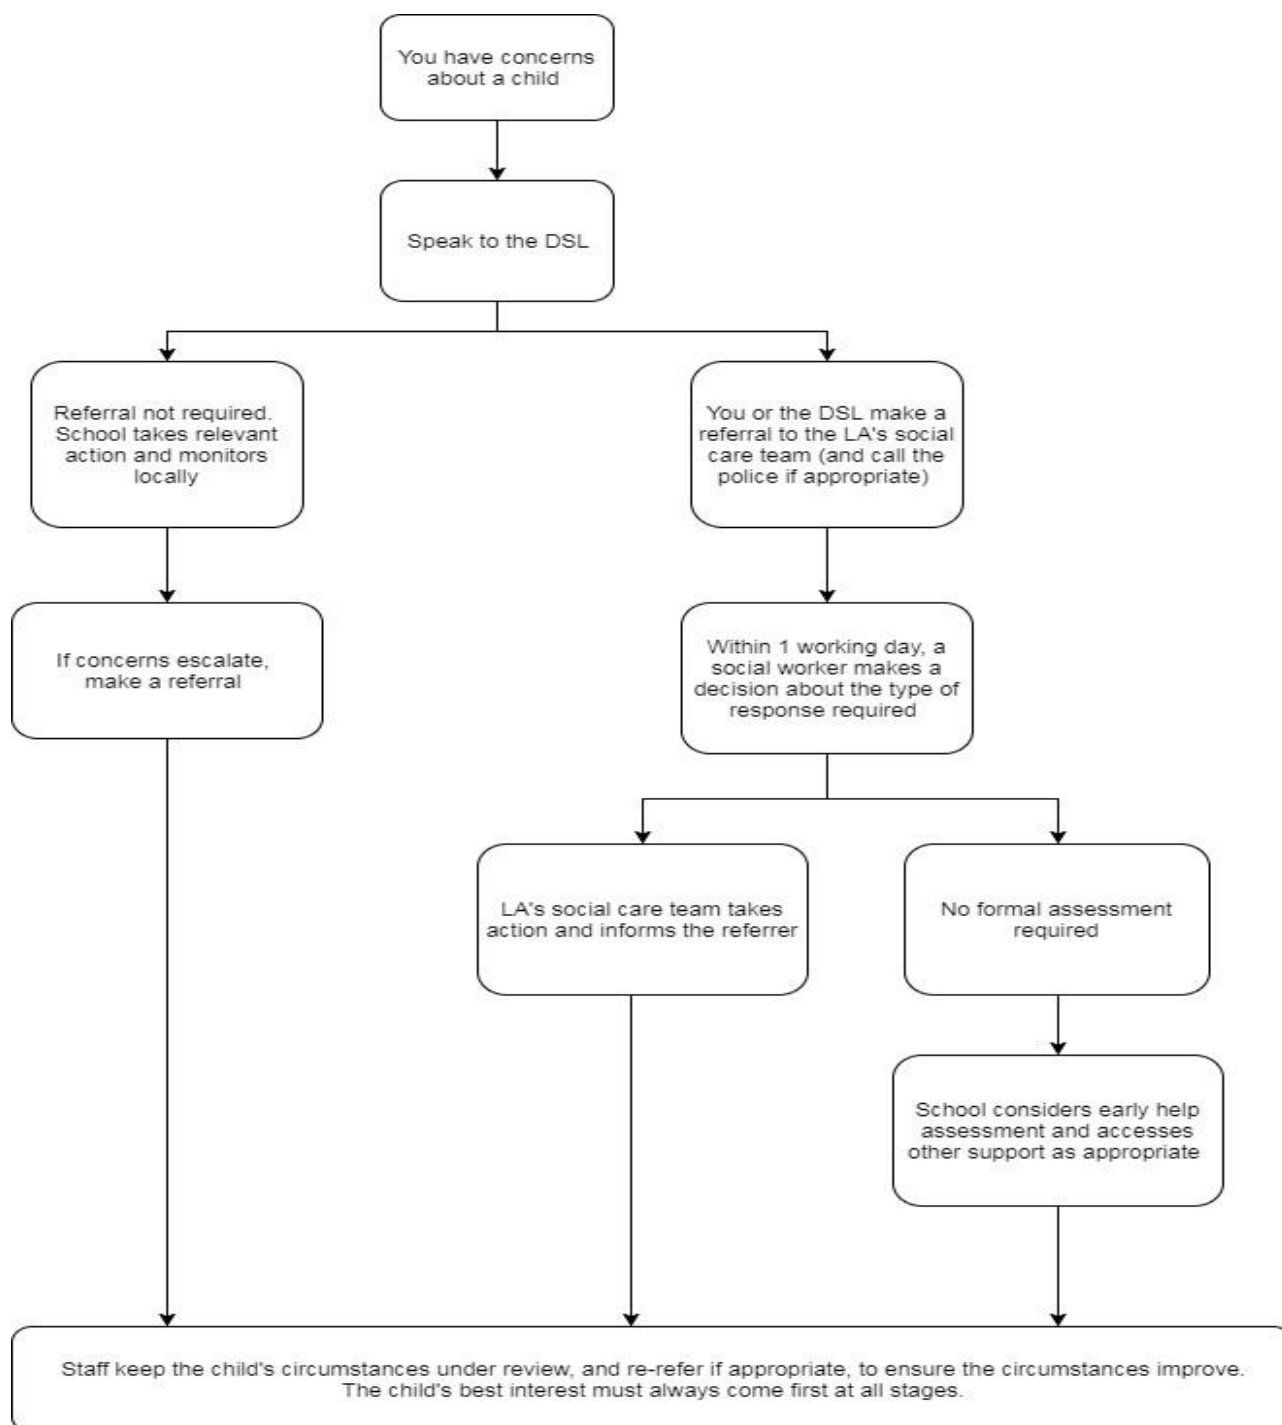 You have concerns
about a child
Speak to the DSL
Referral not required.
School takes relevant
action and monitors
locally
You or the DSL make a
referral to the LA's social
care team (and call the
police if appropriate)
If concerns escalate,
make a referral
Within 1 working day, a
social worker makes a
decision about the type of
response required
LA's social care team takes
action and informs the referrer
No formal assessment
required
School considers early help
assessment and accesses
other support as appropriate
Staff keep the child's circumstances under review, and re-refer if appropriate, to ensure the circumstances improve.
The child's best interest must always come first at all stages.